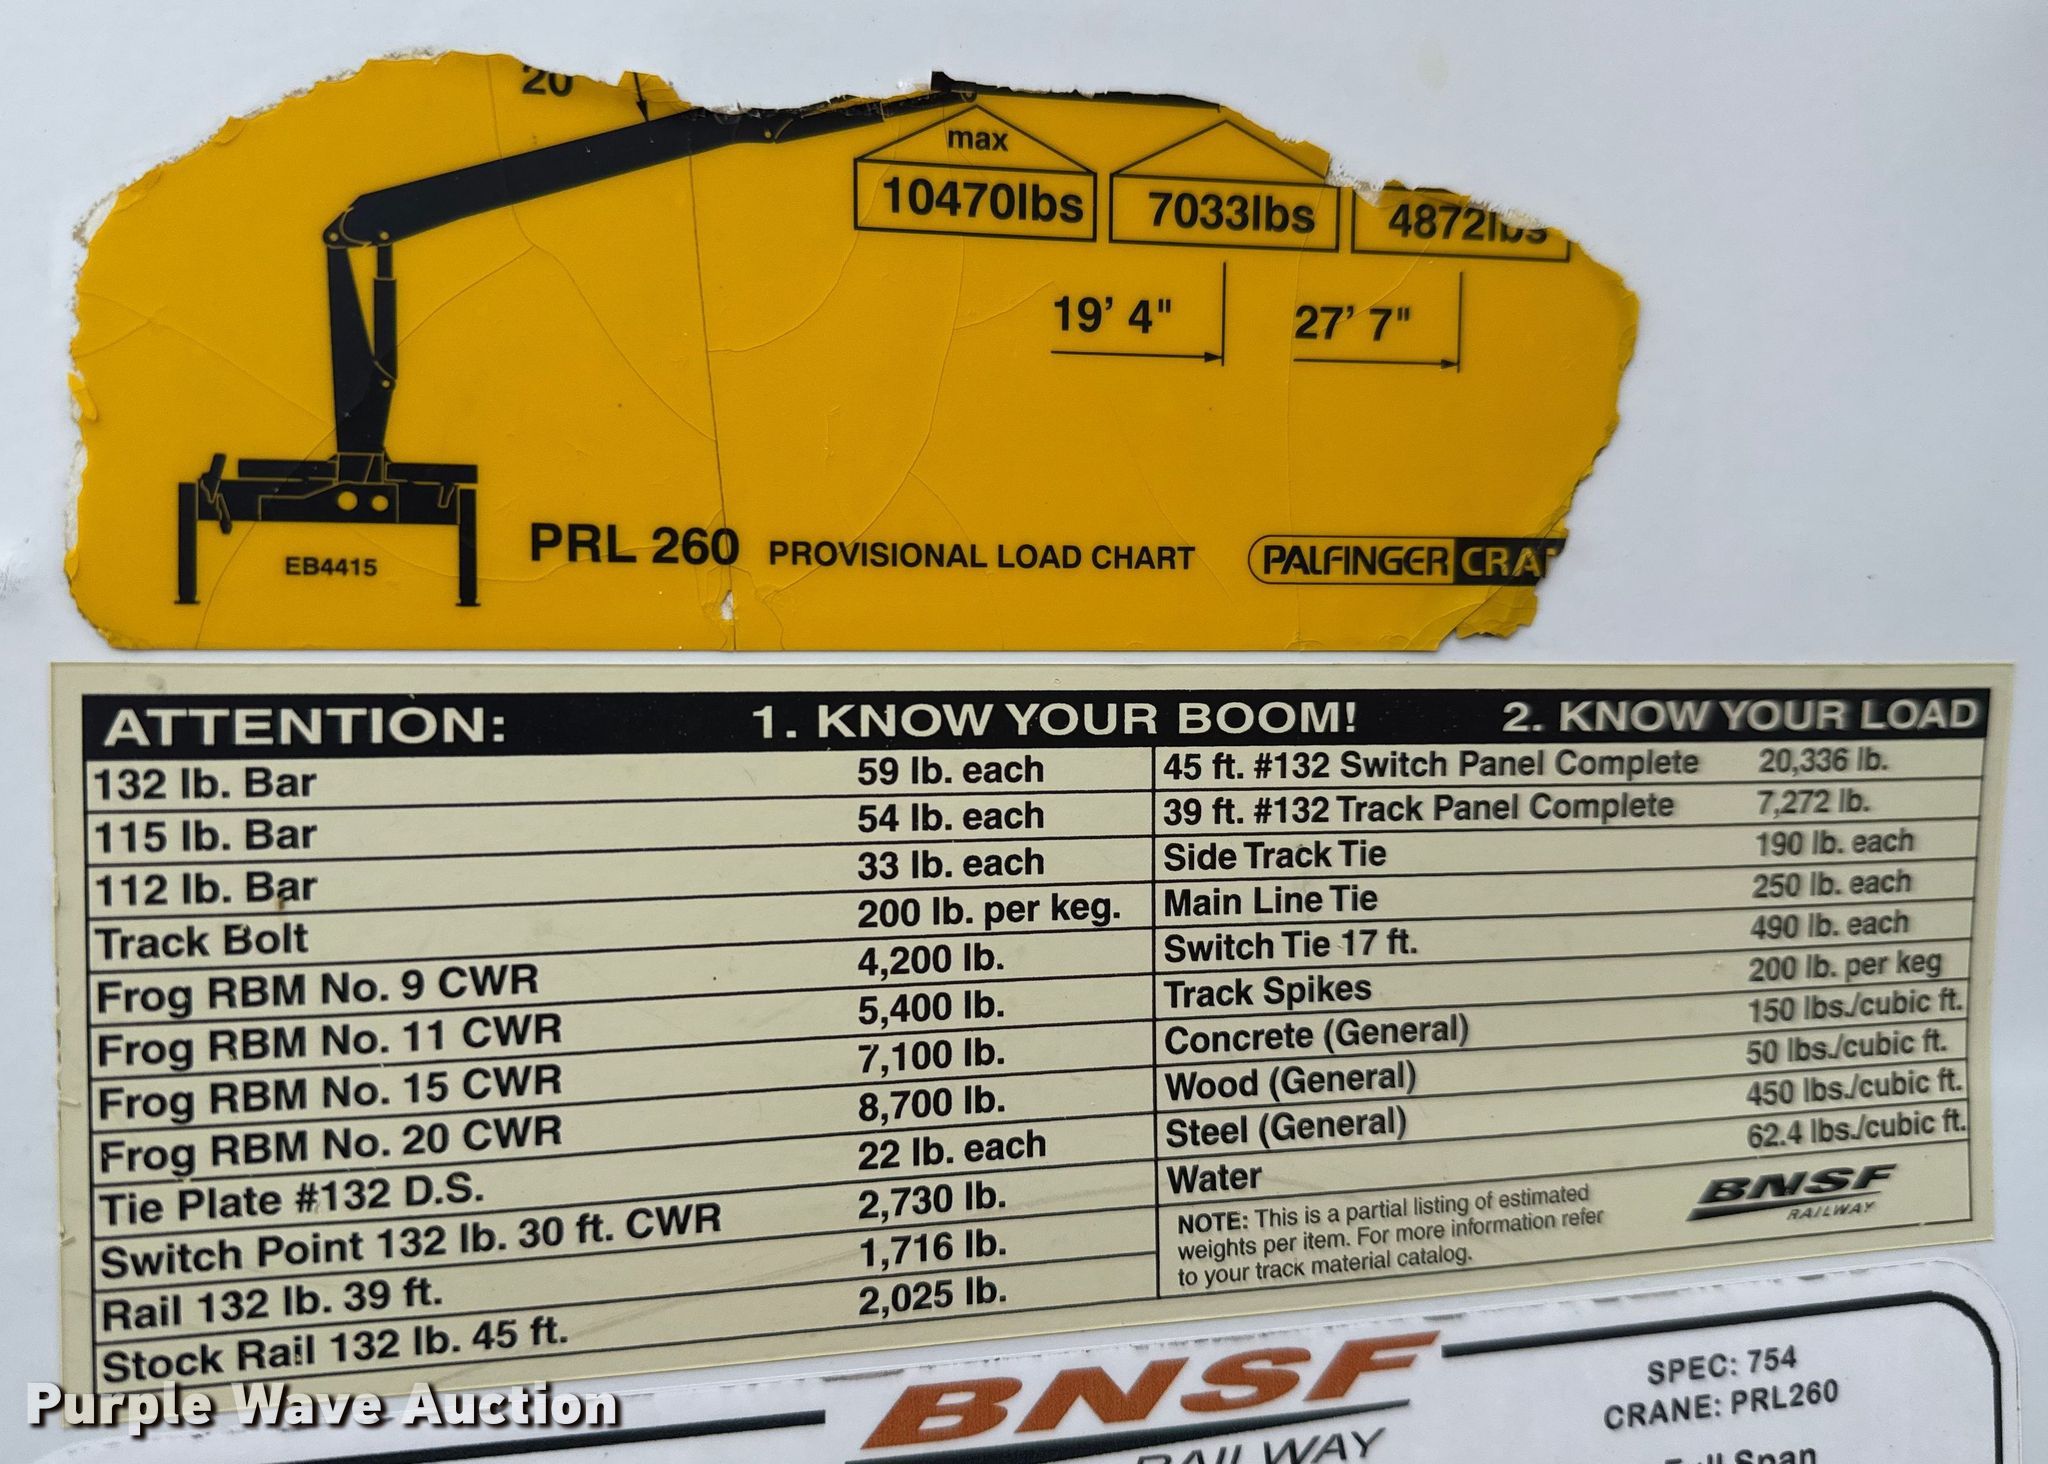 20
max
10470lbs 7033lbs 4872lbs
19' 4" 27' 7"
EB4415 PRL 260 PROVISIONAL LOAD CHART PALFINGER
ATTENTION: 1. KNOW YOUR BOOM! 2. KNOW YOUR LOAD
132 lb. Bar 59 lb. each
115 lb. Bar 54 lb. each
112 lb. Bar 33 lb. each
Track Bolt 200 lb. per keg.
Frog RBM No. 9 CWR 4,200 lb.
Frog RBM No. 11 CWR 5,400 lb.
Frog RBM No. 15 CWR 7,100 lb.
Frog RBM No. 20 CWR 8,700 lb.
Tie Plate #132 D.S. 22 lb. each
Switch Point 132 lb. 30 ft. CWR 2,730 lb.
Rail 132 lb. 39 ft. 1,716 lb.
Stock Rail 132 lb. 45 ft. 2,025 lb.
45 ft. #132 Switch Panel Complete 20,336 lb.
39 ft. #132 Track Panel Complete 7,272 lb.
Side Track Tie 190 lb. each
Main Line Tie 250 lb. each
Switch Tie 17 ft. 490 lb. each
Track Spikes 200 lb. per keg
Concrete (General) 150 lbs./cubic ft.
Wood (General) 50 lbs./cubic ft.
Steel (General) 450 lbs./cubic ft.
Water 62.4 lbs./cubic ft.
NOTE: This is a partial listing of estimated
weights per item. For more information refer
to your track material catalog.
BNSF
RAILWAY
BNSF
RAILWAY
SPEC: 754
CRANE: PRL260
Full Span
Purple Wave Auction